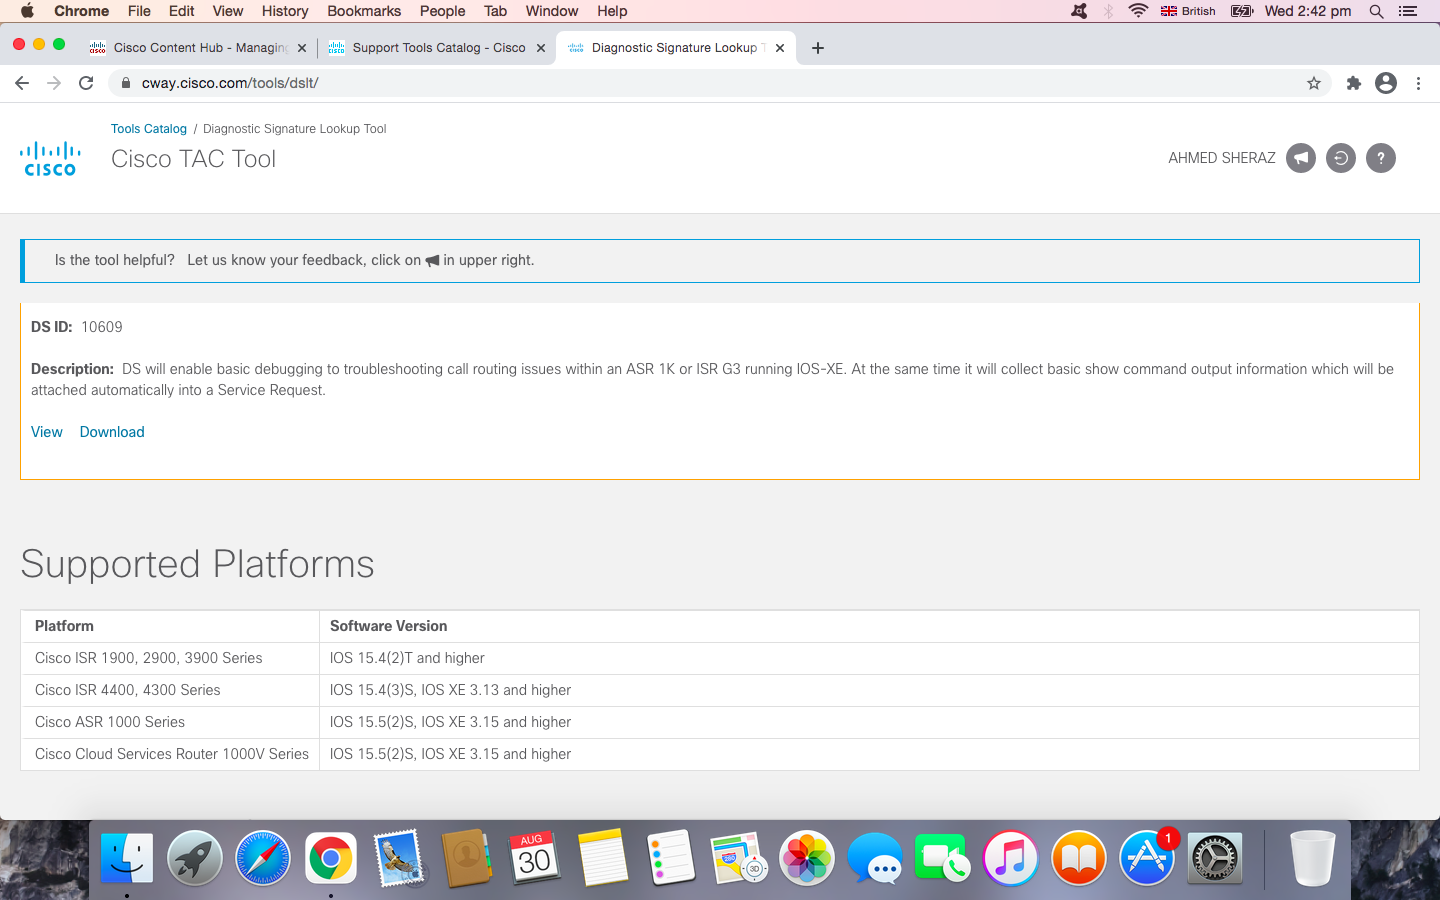 Chrome File Edit View History Bookmarks People Tab Window Help British Wed 2:42 pm
Cisco Content Hub - Managing Support Tools Catalog - Cisco Diagnostic Signature Lookup T
cway.cisco.com/tools/dslt/
Tools Catalog / Diagnostic Signature Lookup Tool
CISCO
Cisco TAC Tool
AHMED SHERAZ ?
Is the tool helpful? Let us know your feedback, click on in upper right.
DS ID: 10609
Description: DS will enable basic debugging to troubleshooting call routing issues within an ASR 1K or ISR G3 running IOS-XE. At the same time it will collect basic show command output information which will be
attached automatically into a Service Request.
View Download
Supported Platforms
Platform Software Version
Cisco ISR 1900, 2900, 3900 Series IOS 15.4(2)T and higher
Cisco ISR 4400, 4300 Series IOS 15.4(3)S, IOS XE 3.13 and higher
Cisco ASR 1000 Series IOS 15.5(2)S, IOS XE 3.15 and higher
Cisco Cloud Services Router 1000V Series IOS 15.5(2)S, IOS XE 3.15 and higher
AUG
30
280
3D
1